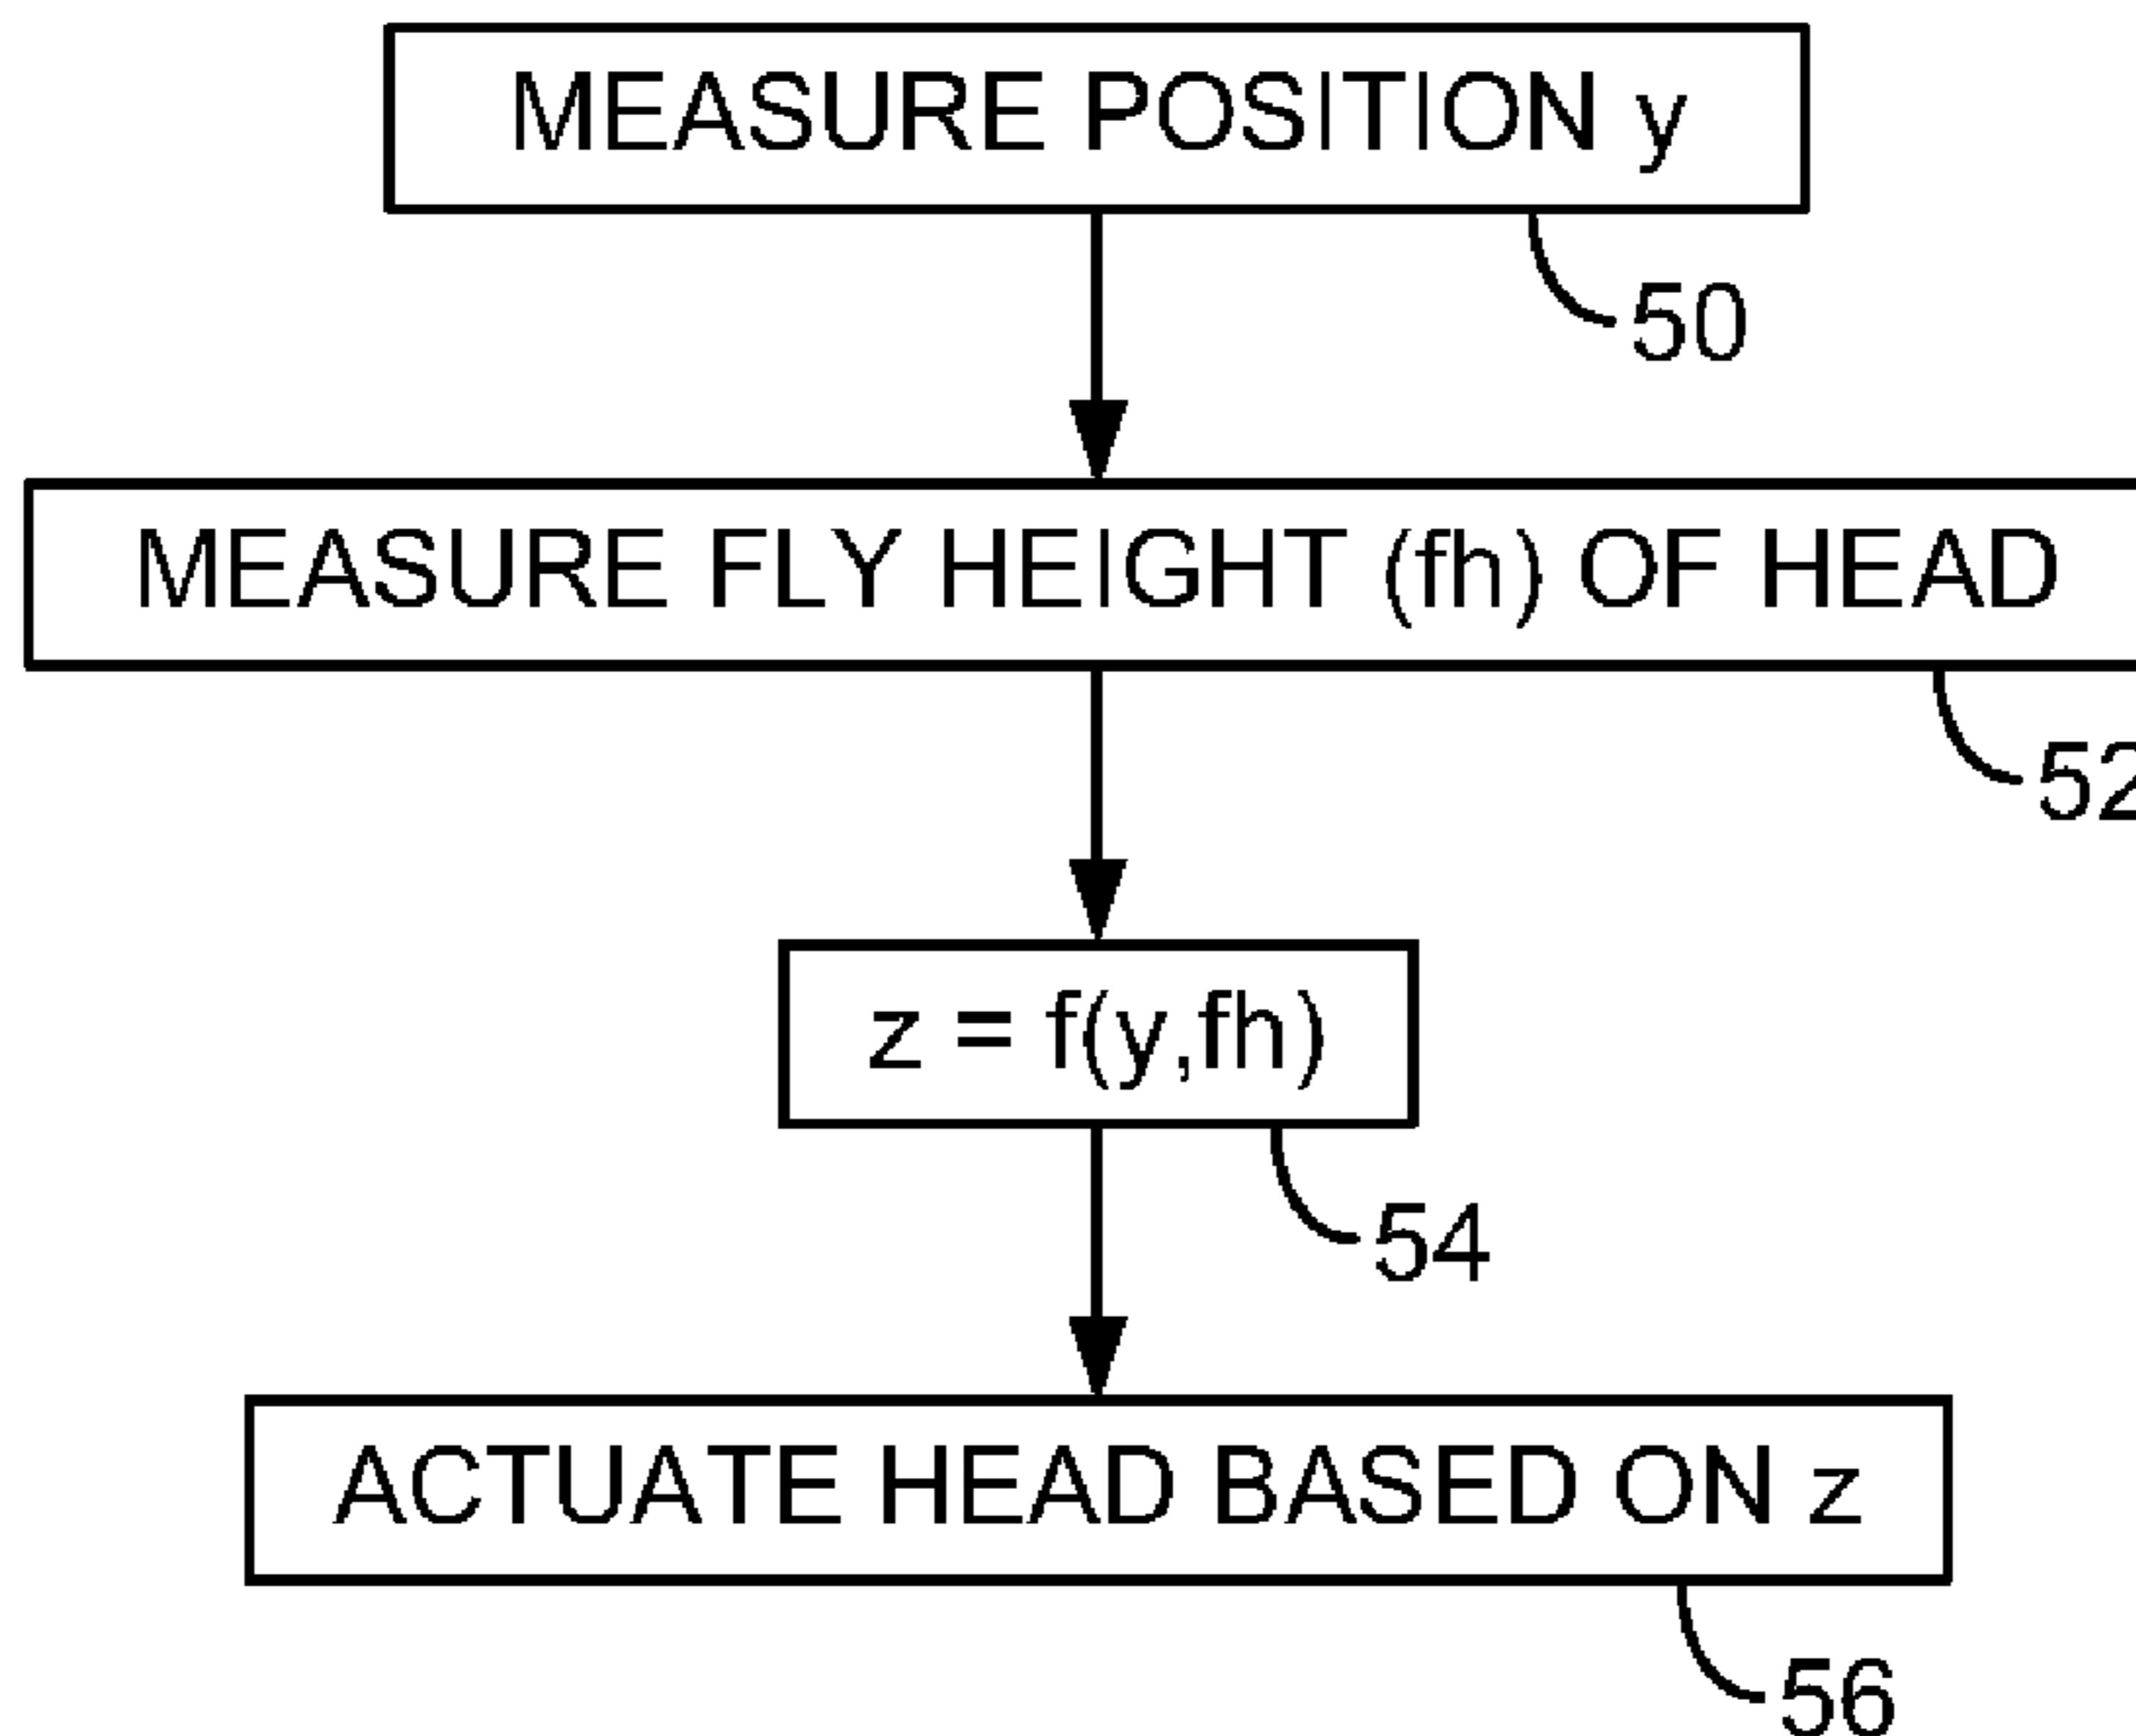 MEASURE POSITION y
50
MEASURE FLY HEIGHT (fh) OF HEAD
52
z = f(y,fh)
54
ACTUATE HEAD BASED ON z
56